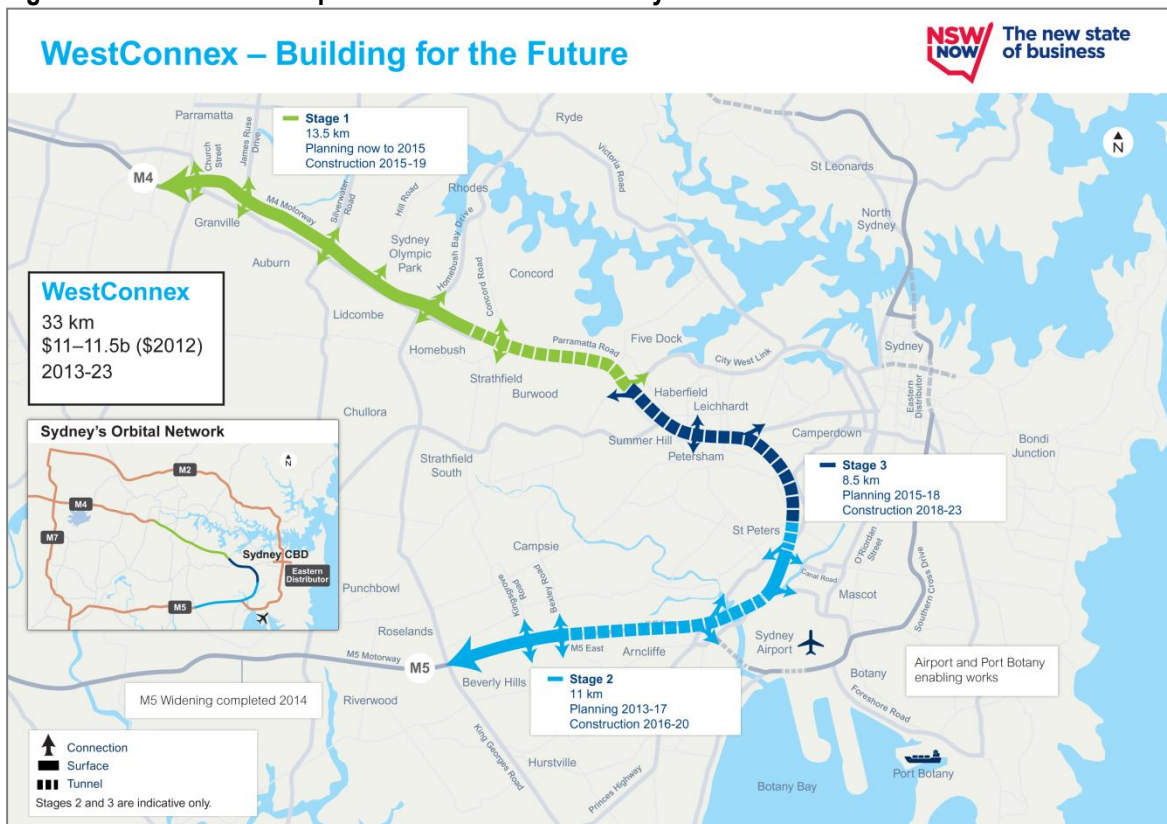 WestConnex – Building for the Future
NSW
NOW
The new state
of business
Stage 1
13.5 km
Planning now to 2015
Construction 2015-19
Parramatta
Church
Street
James Ruse
Drive
M4
Granville
M4 Motorway
Silverwater
Road
Hill Road
Auburn
Sydney
Olympic
Park
Homebush Bay Drive
Rhodes
Ryde
Victoria Road
St Leonards
North
Sydney
N
Concord Road
Concord
Lidcombe
Homebush
Parramatta Road
Five Dock
City West Link
Sydney
Eastern
Distributor
Strathfield
Burwood
Haberfield
Leichhardt
Chullora
Summer Hill
Petersham
Camperdown
Bondi
Junction
Strathfield
South
WestConnex
33 km
$11–11.5b ($2012)
2013-23
Sydney's Orbital Network
N
M2
M4
M7
Sydney CBD
Eastern
Distributor
M5
Stage 3
8.5 km
Planning 2015-18
Construction 2018-23
St Peters
O'Riordan
Street
Canal Road
Southern Cross Drive
Mascot
Campsie
Kingsgrove
Road
Bexley Road
Punchbowl
Roselands
M5 Motorway
M5
M5 East
Arncliffe
Sydney
Airport
Botany
Airport and Port Botany
enabling works
Foreshore Road
M5 Widening completed 2014
Riverwood
Beverly Hills
Stage 2
11 km
Planning 2013-17
Construction 2016-20
King Georges Road
Hurstville
Princes Highway
Botany Bay
Port Botany
Connection
Surface
Tunnel
Stages 2 and 3 are indicative only.